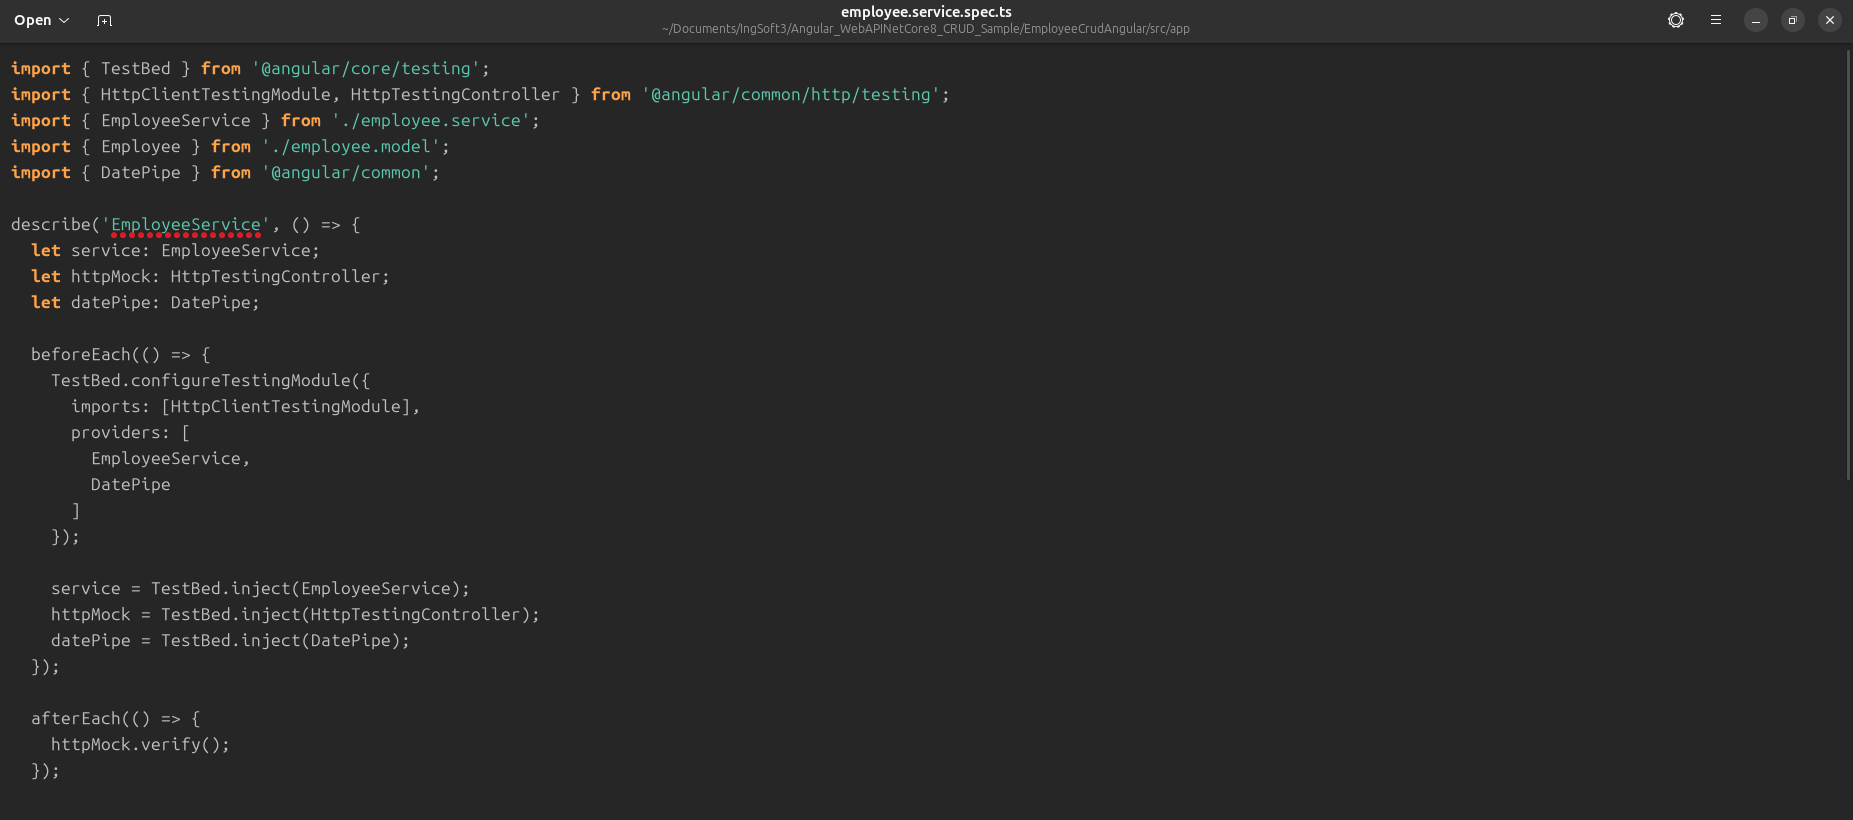 Open
employee.service.spec.ts
~/Documents/IngSoft3/Angular_WebAPINetCore8_CRUD_Sample/EmployeeCrudAngular/src/app
import { TestBed } from '@angular/core/testing';
import { HttpClientTestingModule, HttpTestingController } from '@angular/common/http/testing';
import { EmployeeService } from './employee.service';
import { Employee } from './employee.model';
import { DatePipe } from '@angular/common';

describe('EmployeeService', () => {
  let service: EmployeeService;
  let httpMock: HttpTestingController;
  let datePipe: DatePipe;

  beforeEach(() => {
    TestBed.configureTestingModule({
      imports: [HttpClientTestingModule],
      providers: [
        EmployeeService,
        DatePipe
      ]
    });

    service = TestBed.inject(EmployeeService);
    httpMock = TestBed.inject(HttpTestingController);
    datePipe = TestBed.inject(DatePipe);
  });

  afterEach(() => {
    httpMock.verify();
  });